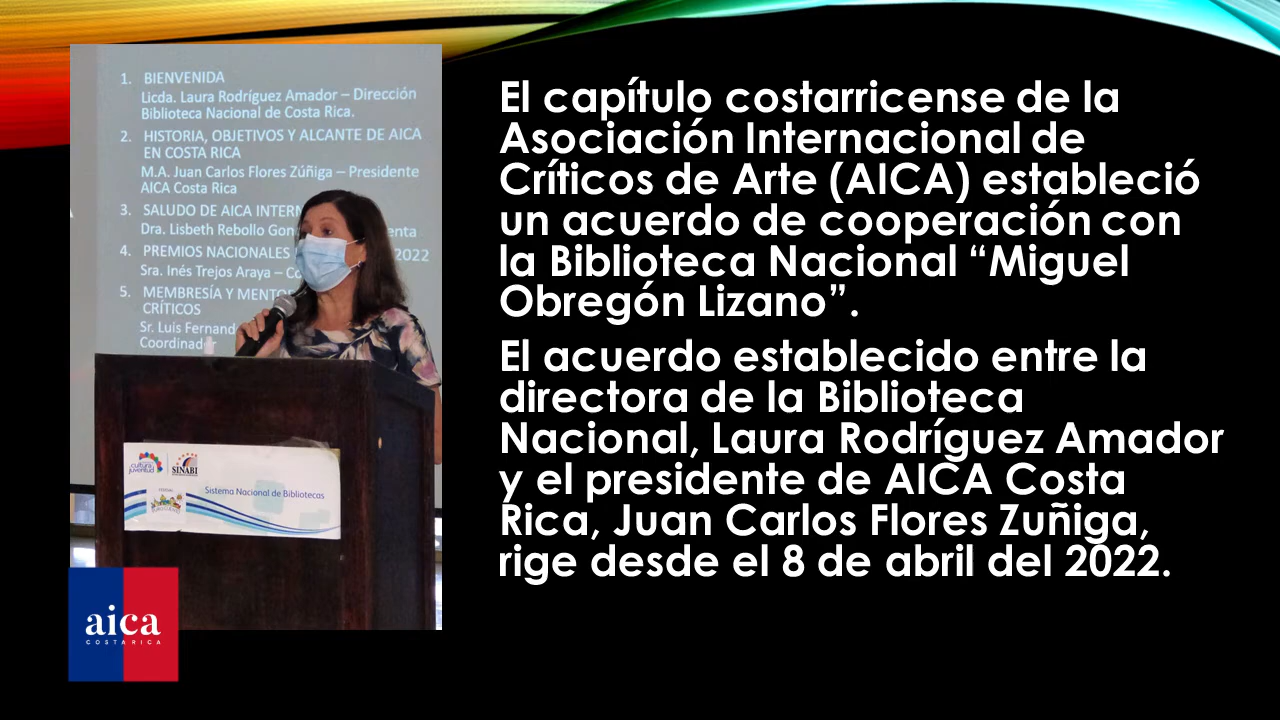 1. BIENVENIDA
Licda. Laura Rodríguez Amador – Dirección
Biblioteca Nacional de Costa Rica.
2. HISTORIA, OBJETIVOS Y ALCANTE DE AICA
EN COSTA RICA
M.A. Juan Carlos Flores Zúñiga – Presidente
AICA Costa Rica
3. SALUDO DE AICA
Dra. Lisbeth Rebollo
4. PREMIOS NACIONALES 2022
Sra. Inés Trejos Araya –
5. MEMBRESÍA Y
CRÍTICOS
Sr. Luis
Coordinador
cultura
juventud
SINABI
Sistema Nacional de Bibliotecas
aica
COSTA RICA
El capítulo costarricense de la
Asociación Internacional de
Críticos de Arte (AICA) estableció
un acuerdo de cooperación con
la Biblioteca Nacional “Miguel
Obregón Lizano”.
El acuerdo establecido entre la
directora de la Biblioteca
Nacional, Laura Rodríguez Amador
y el presidente de AICA Costa
Rica, Juan Carlos Flores Zuñiga,
rige desde el 8 de abril del 2022.